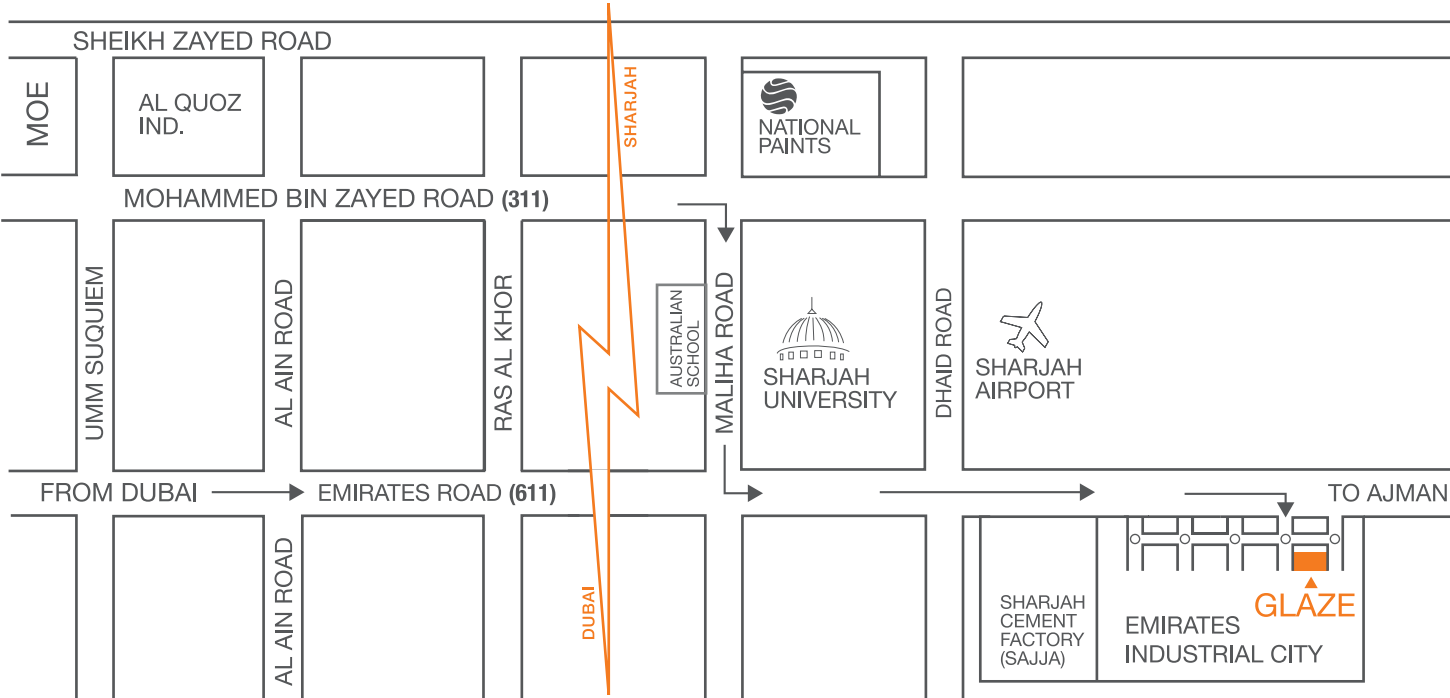 SHEIKH ZAYED ROAD
MOE
AL QUOZ
IND.
SHARJAH
NATIONAL
PAINTS
MOHAMMED BIN ZAYED ROAD (311)
UMM SUQUIEM
AL AIN ROAD
RAS AL KHOR
AUSTRALIAN
SCHOOL
MALIHA ROAD
SHARJAH
UNIVERSITY
DHAID ROAD
SHARJAH
AIRPORT
FROM DUBAI
EMIRATES ROAD (611)
TO AJMAN
AL AIN ROAD
DUBAI
SHARJAH
CEMENT
FACTORY
(SAJJA)
GLAZE
EMIRATES
INDUSTRIAL CITY